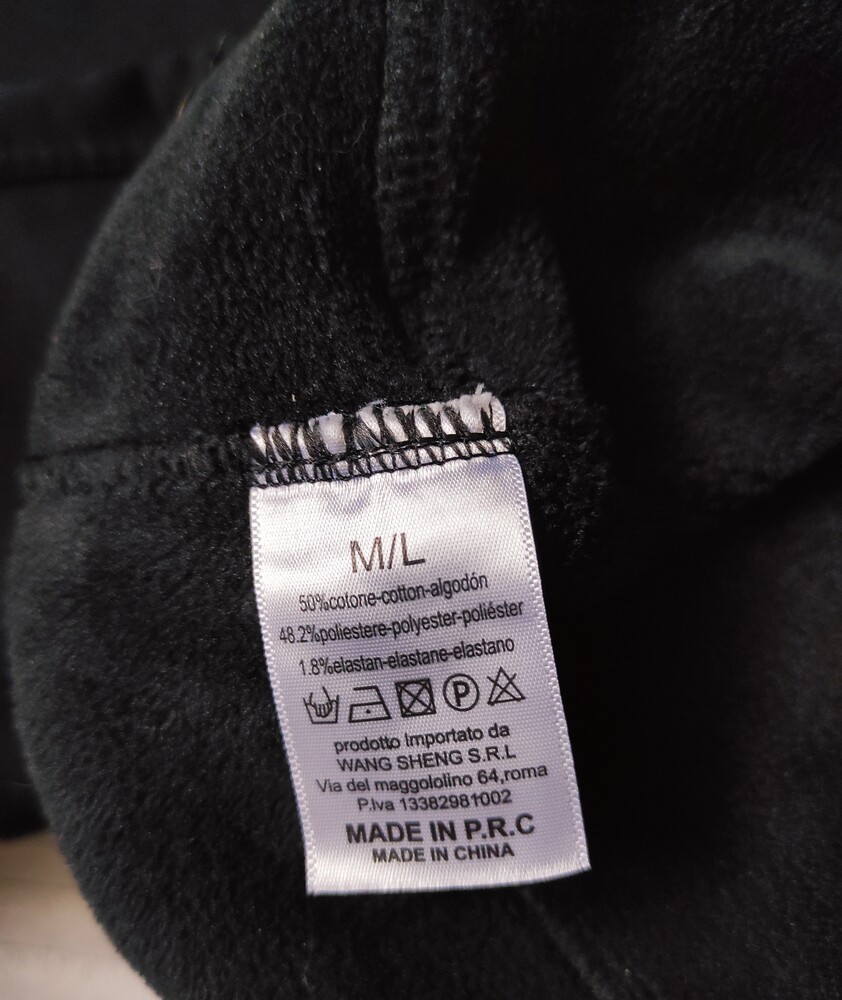 M/L
50%cotone-cotton-algodón
48.2%poliestere-polyester-poliéster
1.8%elastan-elastane-elastano
P
prodotto Importato da
WANG SHENG S.R.L
Via del maggololino 64,roma
P.Iva 13382981002
MADE IN P.R.C
MADE IN CHINA